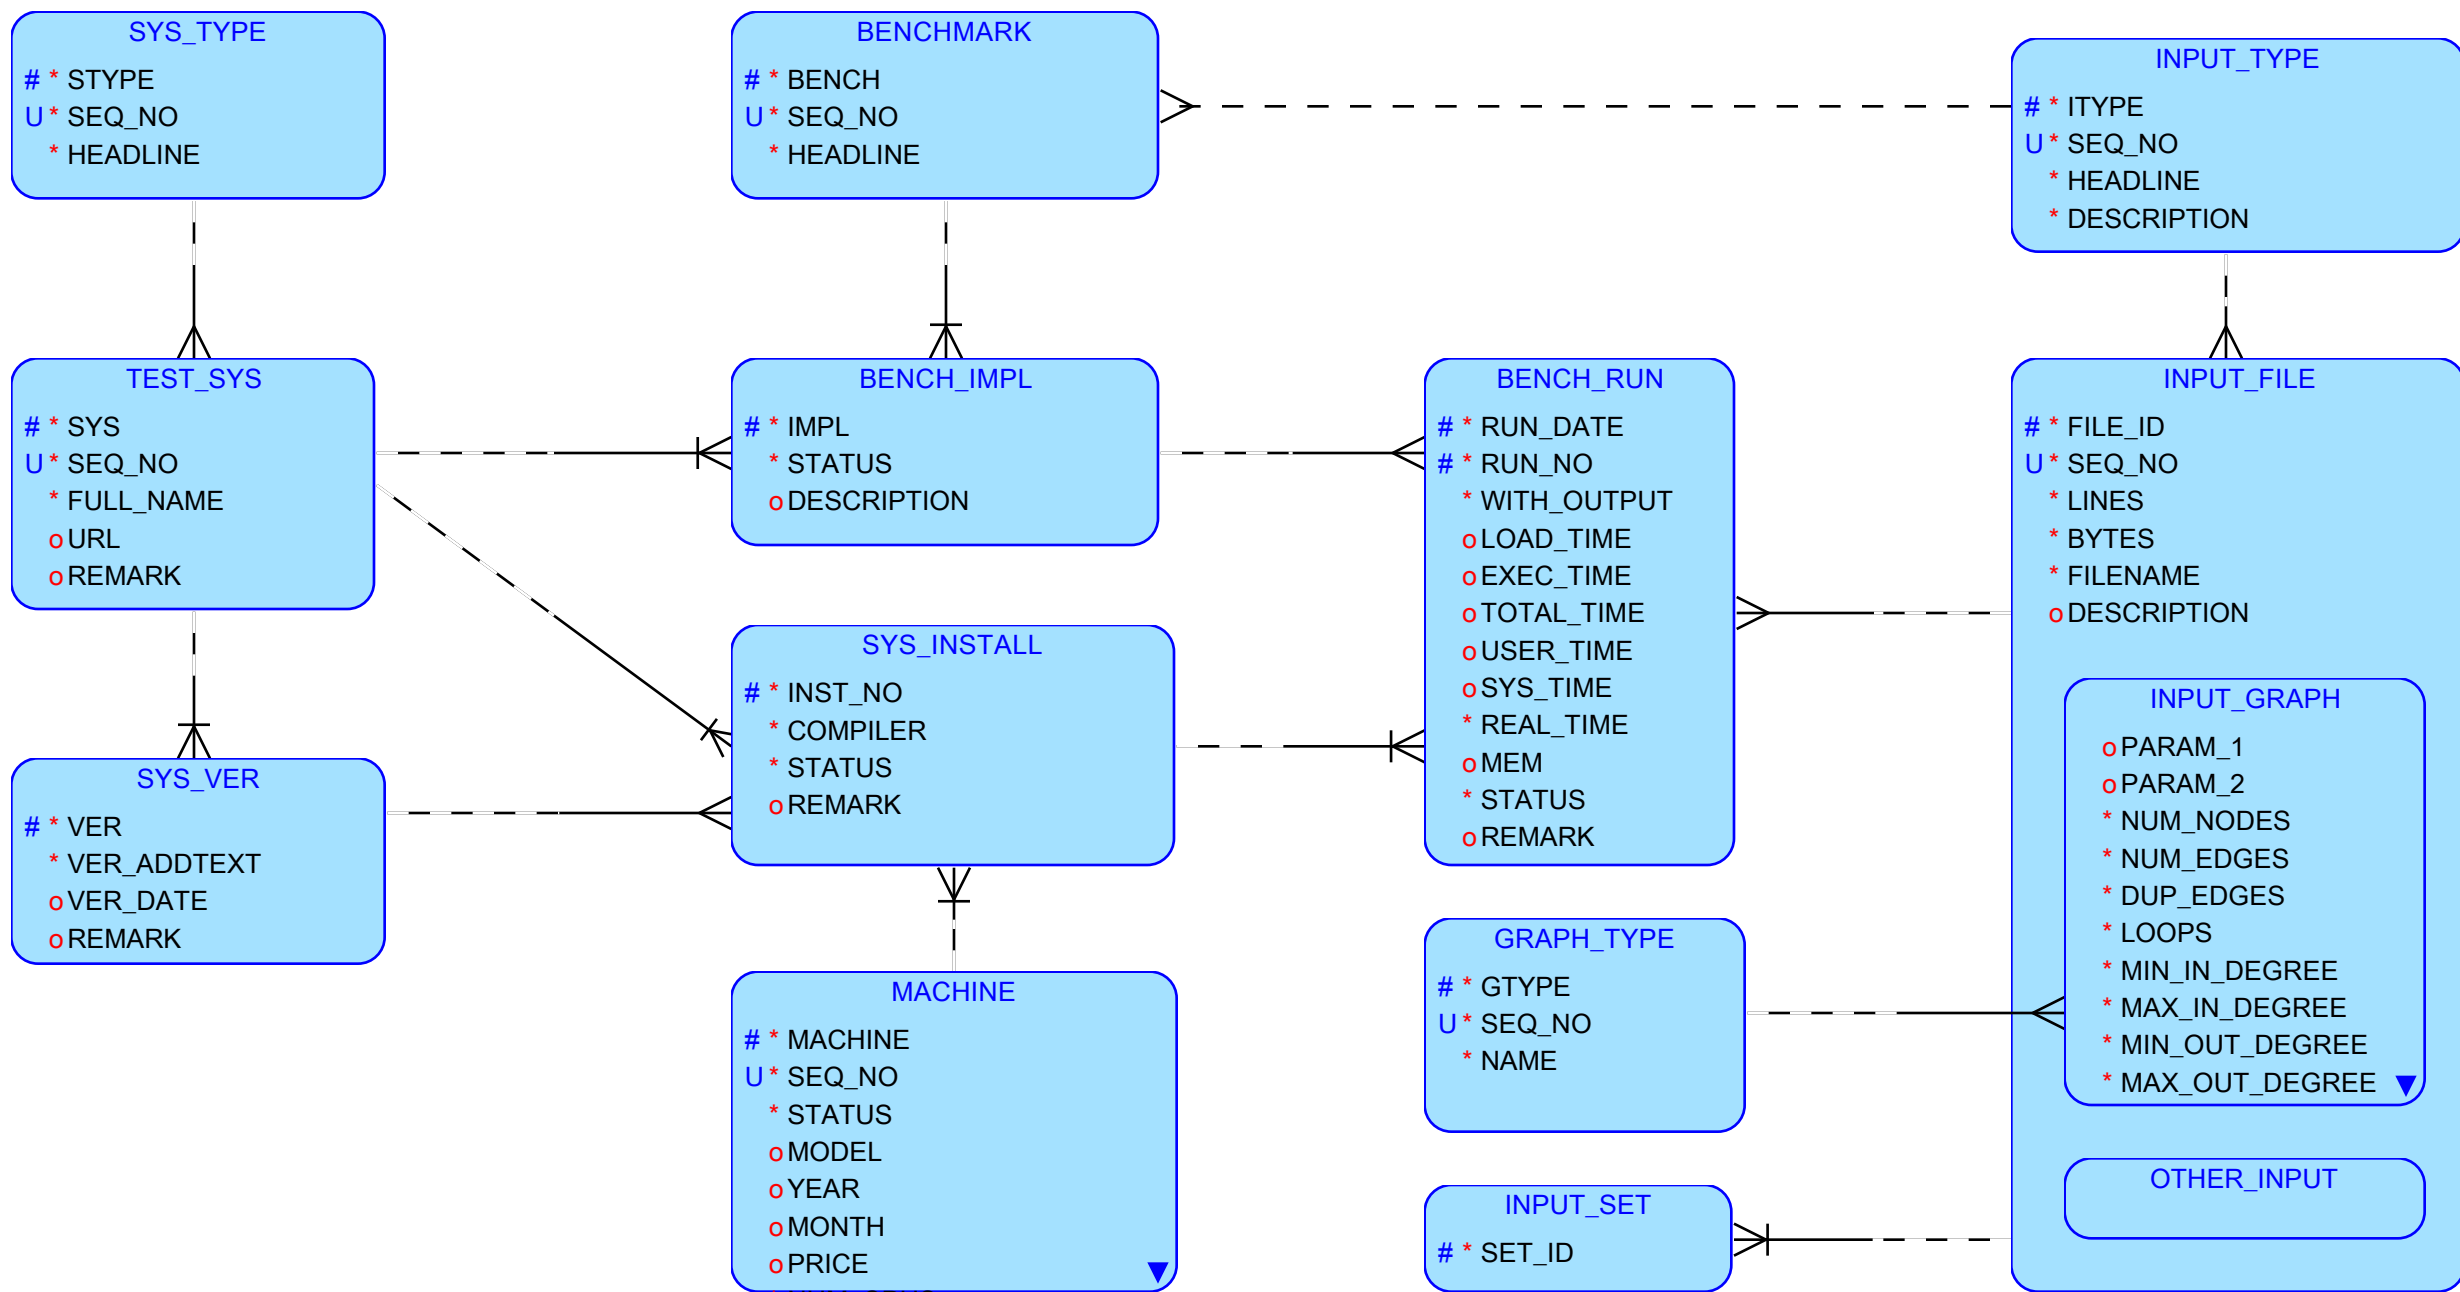 SYS_TYPE
# * STYPE
U * SEQ_NO
* HEADLINE
BENCHMARK
# * BENCH
U * SEQ_NO
* HEADLINE
INPUT_TYPE
# * ITYPE
U * SEQ_NO
* HEADLINE
* DESCRIPTION
TEST_SYS
# * SYS
U * SEQ_NO
* FULL_NAME
o URL
o REMARK
BENCH_IMPL
# * IMPL
* STATUS
o DESCRIPTION
BENCH_RUN
# * RUN_DATE
# * RUN_NO
* WITH_OUTPUT
o LOAD_TIME
o EXEC_TIME
o TOTAL_TIME
o USER_TIME
o SYS_TIME
* REAL_TIME
o MEM
* STATUS
o REMARK
INPUT_FILE
# * FILE_ID
U * SEQ_NO
* LINES
* BYTES
* FILENAME
o DESCRIPTION
INPUT_GRAPH
o PARAM_1
o PARAM_2
* NUM_NODES
* NUM_EDGES
* DUP_EDGES
* LOOPS
* MIN_IN_DEGREE
* MAX_IN_DEGREE
* MIN_OUT_DEGREE
* MAX_OUT_DEGREE
OTHER_INPUT
SYS_INSTALL
# * INST_NO
* COMPILER
* STATUS
o REMARK
SYS_VER
# * VER
* VER_ADDTEXT
o VER_DATE
o REMARK
MACHINE
# * MACHINE
U * SEQ_NO
* STATUS
o MODEL
o YEAR
o MONTH
o PRICE
GRAPH_TYPE
# * GTYPE
U * SEQ_NO
* NAME
INPUT_SET
# * SET_ID